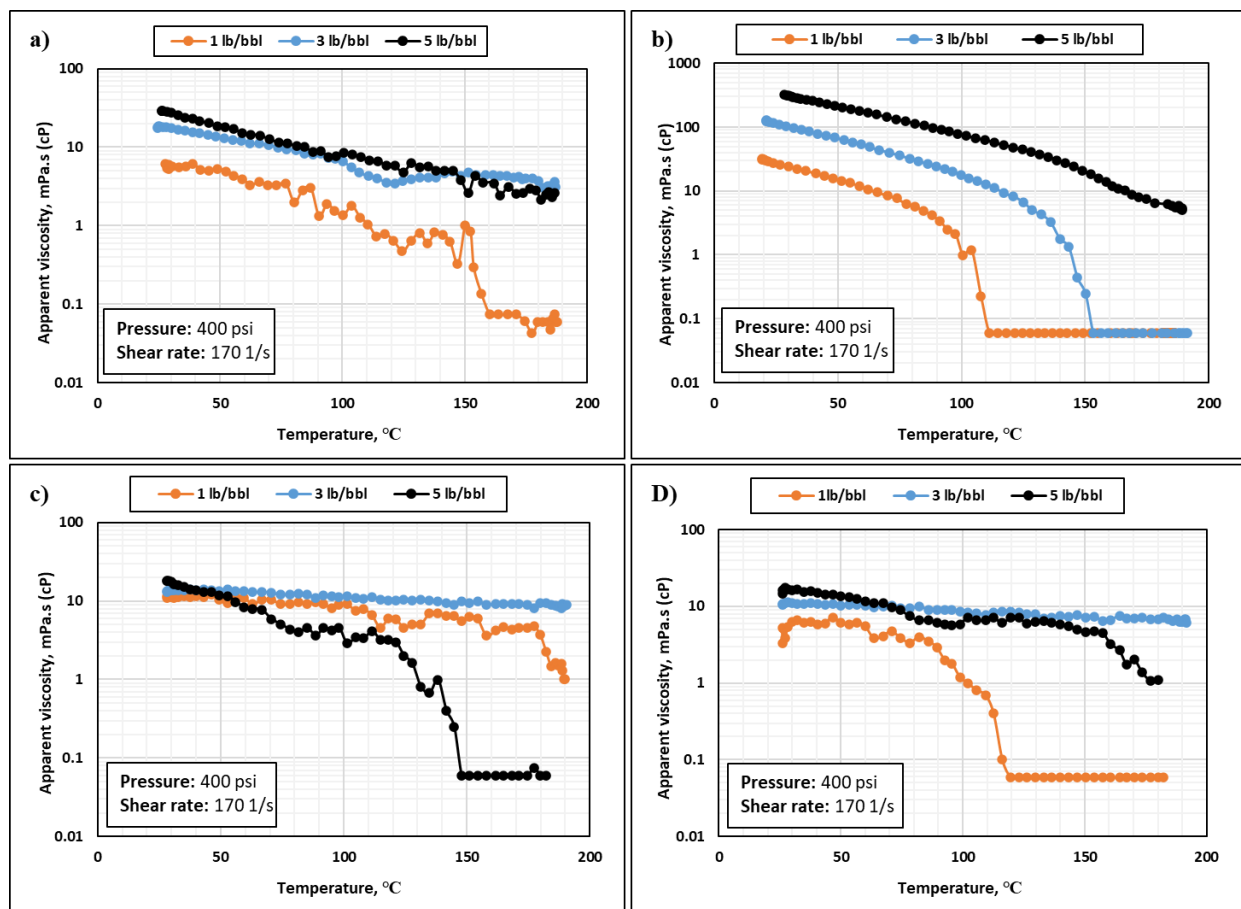 a)
1 lb/bbl 3 lb/bbl 5 lb/bbl
100
10
1
0.1
0.01
Apparent viscosity, mPa.s (cP)
Pressure: 400 psi
Shear rate: 170 1/s
0 50 100 150 200
Temperature, °C
b)
1 lb/bbl 3 lb/bbl 5 lb/bbl
1000
100
10
1
0.1
0.01
Apparent viscosity, mPa.s (cP)
Pressure: 400 psi
Shear rate: 170 1/s
0 50 100 150 200
Temperature, °C
c)
1 lb/bbl 3 lb/bbl 5 lb/bbl
100
10
1
0.1
0.01
Apparent viscosity, mPa.s (cP)
Pressure: 400 psi
Shear rate: 170 1/s
0 50 100 150 200
Temperature, °C
D)
1lb/bbl 3 lb/bbl 5 lb/bbl
100
10
1
0.1
0.01
Apparent viscosity, mPa.s (cP)
Pressure: 400 psi
Shear rate: 170 1/s
0 50 100 150 200
Temperature, °C